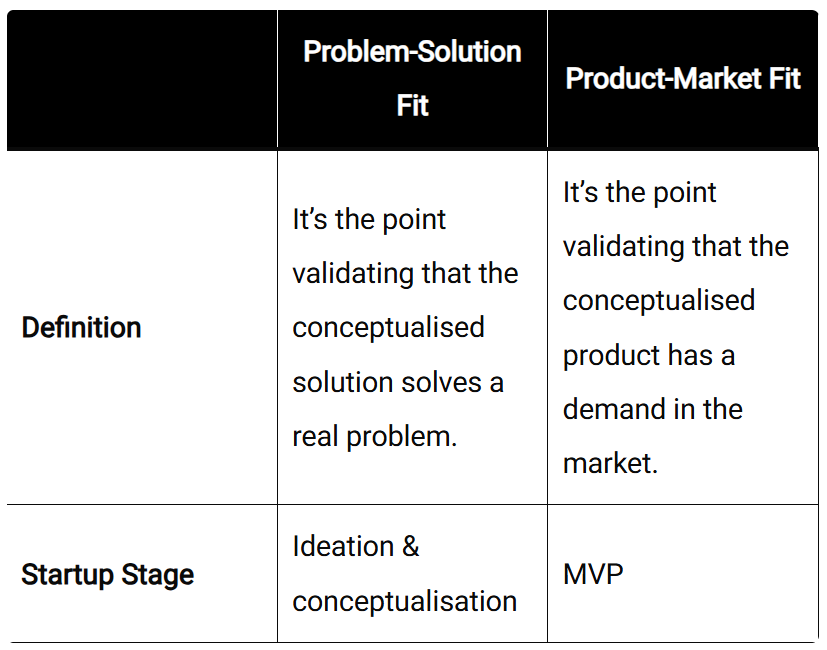 Problem-Solution
Fit
Product-Market Fit
Definition
It’s the point
validating that the
conceptualised
solution solves a
real problem.
It’s the point
validating that the
conceptualised
product has a
demand in the
market.
Startup Stage
Ideation &
conceptualisation
MVP